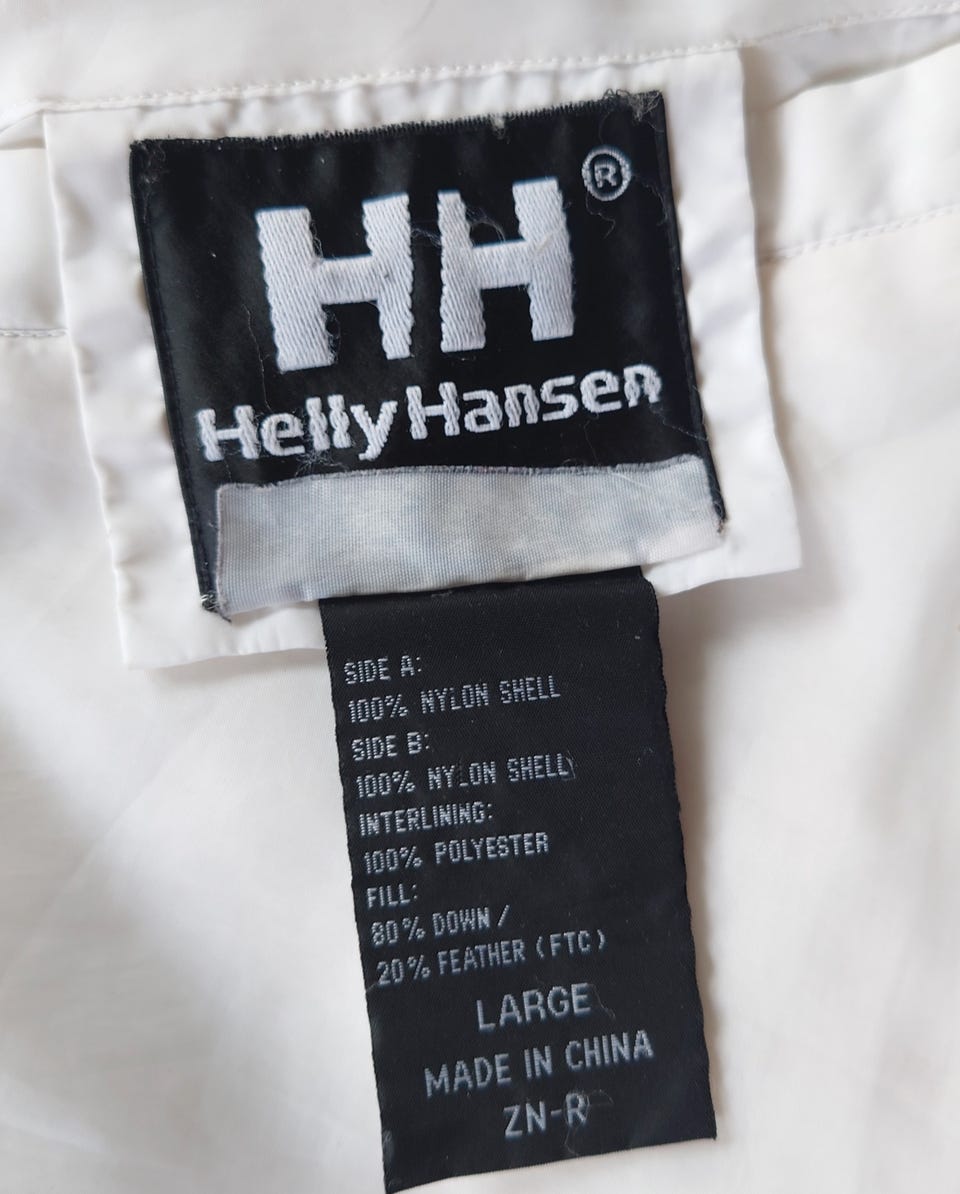 HH®
Helly Hansen
SIDE A:
100% NYLON SHELL
SIDE B:
100% NYLON SHELL
INTERLINING:
100% POLYESTER
FILL:
80% DOWN /
20% FEATHER (FTC)
LARGE
MADE IN CHINA
ZN-R